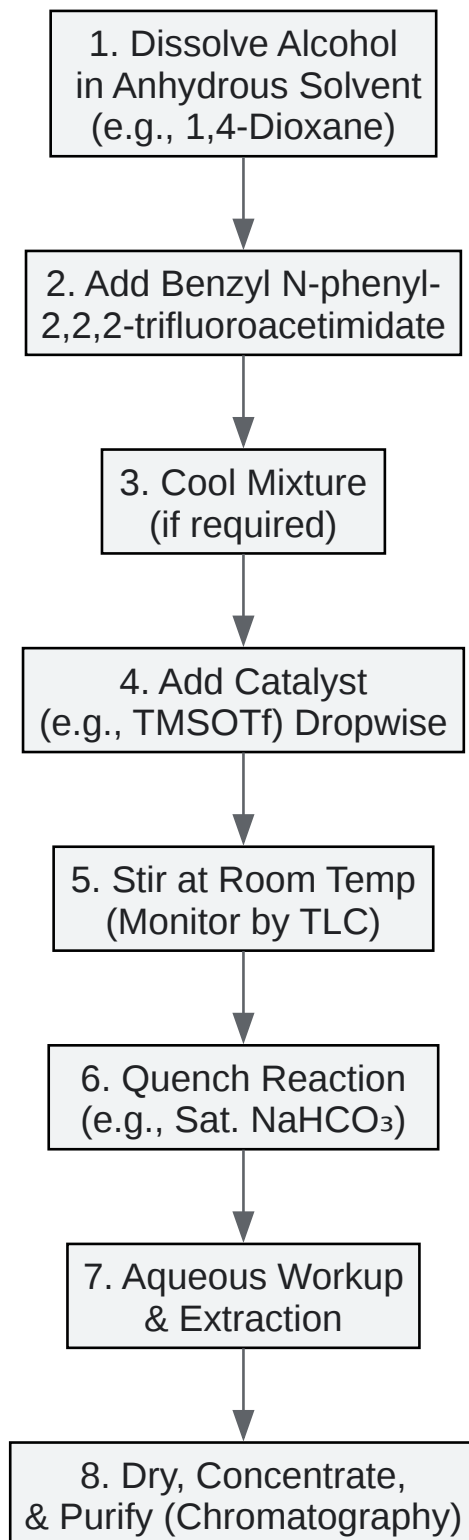 1. Dissolve Alcohol
in Anhydrous Solvent
(e.g., 1,4-Dioxane)
2. Add Benzyl N-phenyl-
2,2,2-trifluoroacetimidate
3. Cool Mixture
(if required)
4. Add Catalyst
(e.g., TMSOTf) Dropwise
5. Stir at Room Temp
(Monitor by TLC)
6. Quench Reaction
(e.g., Sat. NaHCO₃)
7. Aqueous Workup
& Extraction
8. Dry, Concentrate,
& Purify (Chromatography)